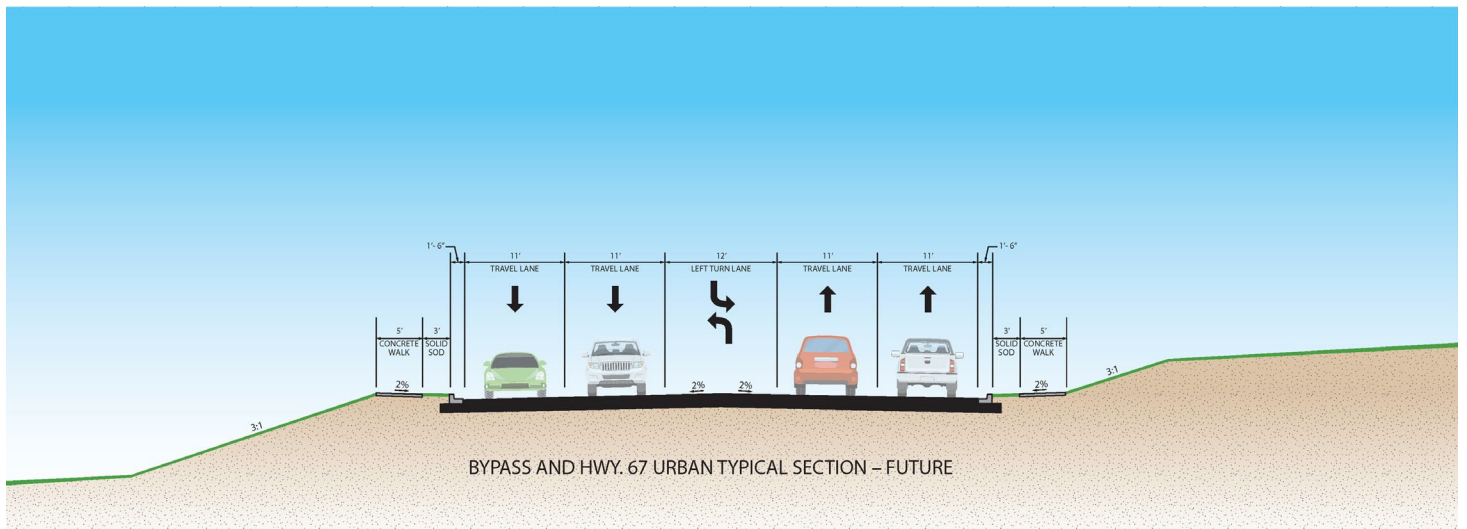 1'- 6"
11'
TRAVEL LANE
11'
TRAVEL LANE
12'
LEFT TURN LANE
11'
TRAVEL LANE
11'
TRAVEL LANE
1'- 6"
5'
CONCRETE
WALK
3'
SOLID
SOD
3'
SOLID
SOD
5'
CONCRETE
WALK
2%
2%
2%
2%
3:1
3:1
BYPASS AND HWY. 67 URBAN TYPICAL SECTION – FUTURE